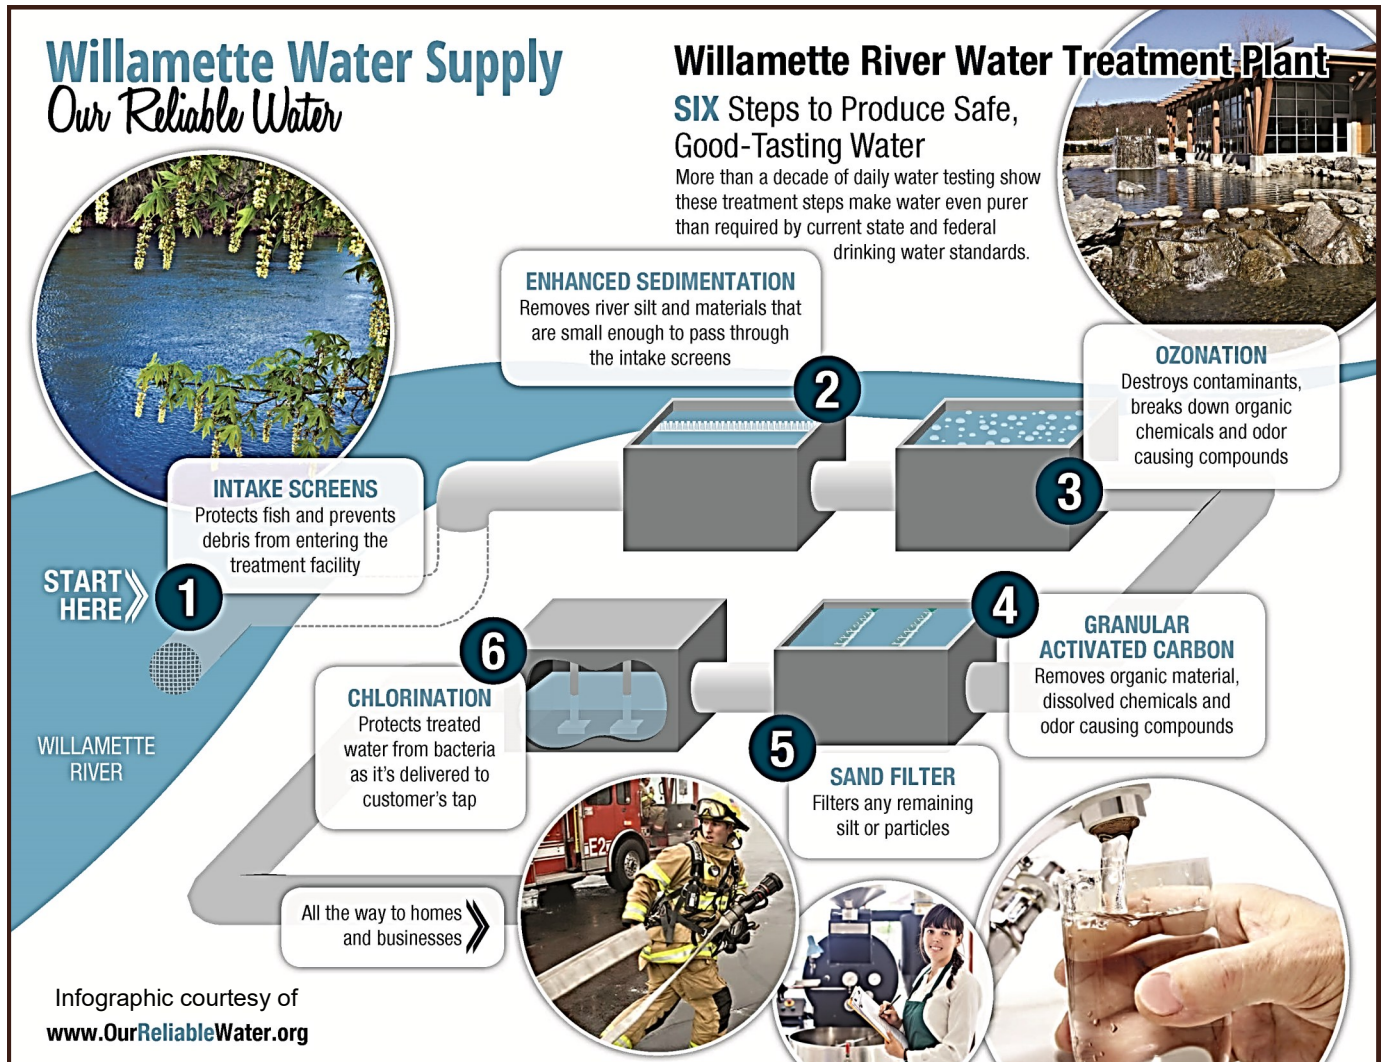 Willamette Water Supply
Our Reliable Water
Willamette River Water Treatment Plant
SIX Steps to Produce Safe,
Good-Tasting Water
More than a decade of daily water testing show
these treatment steps make water even purer
than required by current state and federal
drinking water standards.
START
HERE
1
INTAKE SCREENS
Protects fish and prevents
debris from entering the
treatment facility
2
ENHANCED SEDIMENTATION
Removes river silt and materials that
are small enough to pass through
the intake screens
3
OZONATION
Destroys contaminants,
breaks down organic
chemicals and odor
causing compounds
4
GRANULAR
ACTIVATED CARBON
Removes organic material,
dissolved chemicals and
odor causing compounds
5
SAND FILTER
Filters any remaining
silt or particles
6
CHLORINATION
Protects treated
water from bacteria
as it's delivered to
customer's tap
WILLAMETTE
RIVER
All the way to homes
and businesses
E2
Infographic courtesy of
www.OurReliableWater.org